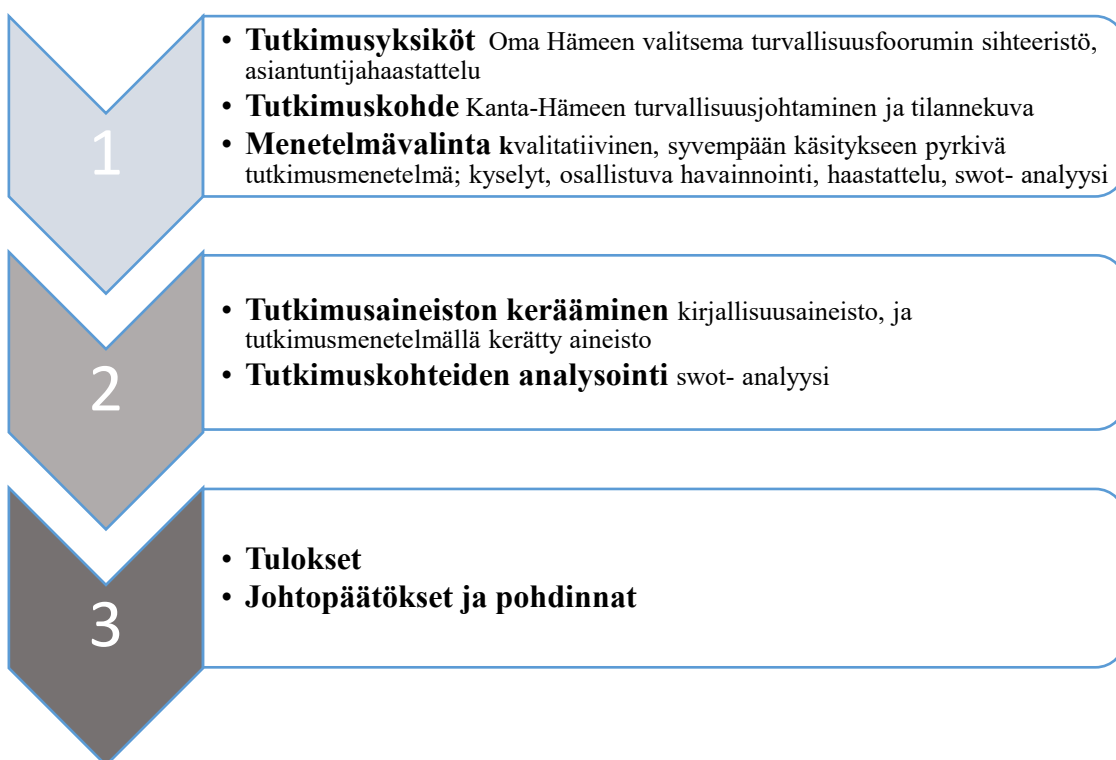 1
• Tutkimusyksiköt Oma Hämeen valitsema turvallisuusfoorumin sihteeristö,
asiantuntijahaastattelu
• Tutkimuskohde Kanta-Hämeen turvallisuusjohtaminen ja tilannekuva
• Menetelmävalinta kvalitatiivinen, syvempään käsitykseen pyrkivä
tutkimusmenetelmä; kyselyt, osallistuva havainnointi, haastattelu, swot- analyysi
2
• Tutkimusaineiston kerääminen kirjallisuusaineisto, ja
tutkimusmenetelmällä kerätty aineisto
• Tutkimuskohteiden analysointi swot- analyysi
3
• Tulokset
• Johtopäätökset ja pohdinnat